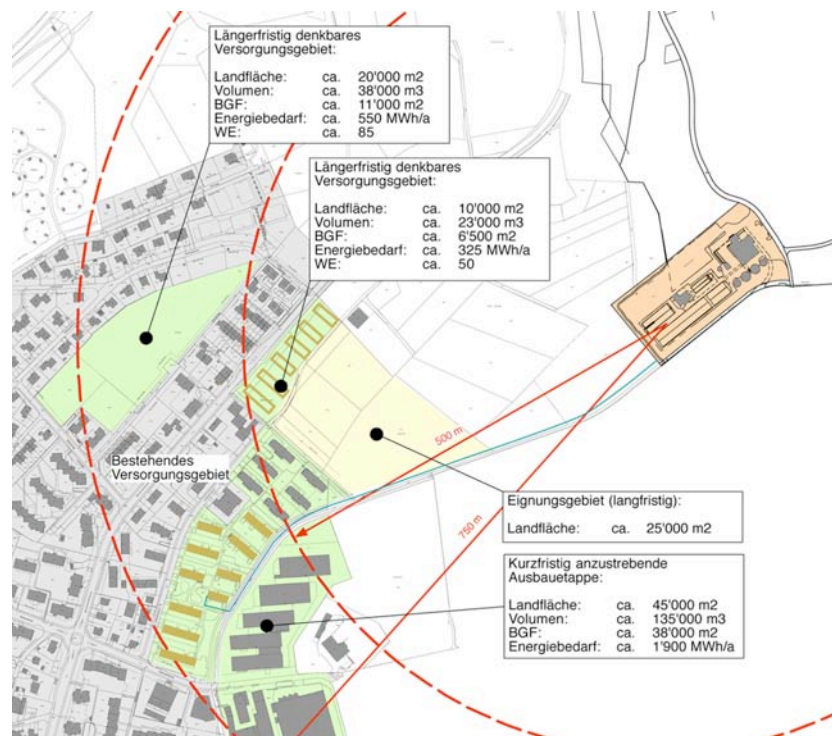 Längerfristig denkbares
Versorgungsgebiet:
Landfläche: ca. 20'000 m2
Volumen: ca. 38'000 m3
BGF: ca. 11'000 m2
Energiebedarf: ca. 550 MWh/a
WE: ca. 85
Längerfristig denkbares
Versorgungsgebiet:
Landfläche: ca. 10'000 m2
Volumen: ca. 23'000 m3
BGF: ca. 6'500 m2
Energiebedarf: ca. 325 MWh/a
WE: ca. 50
500 m
Bestehendes
Versorgungsgebiet
Eignungsgebiet (langfristig):
Landfläche: ca. 25'000 m2
750 m
Kurzfristig anzustrebende
Ausbauetappe:
Landfläche: ca. 45'000 m2
Volumen: ca. 135'000 m3
BGF: ca. 38'000 m2
Energiebedarf: ca. 1'900 MWh/a